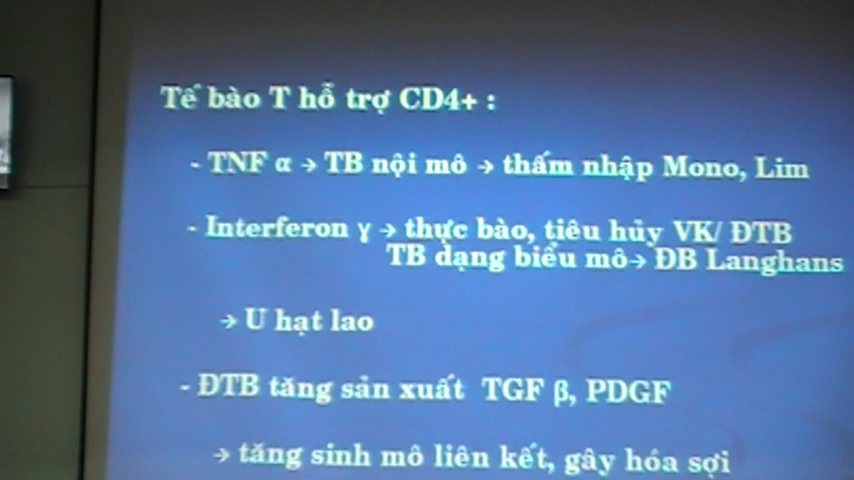 Tế bào T hỗ trợ CD4+ :
- TNF α → TB nội mô → thấm nhập Mono, Lim
- Interferon γ → thực bào, tiêu hủy VK/ ĐTB
TB dạng biểu mô→ ĐB Langhans
→ U hạt lao
- ĐTB tăng sản xuất TGF β, PDGF
→ tăng sinh mô liên kết, gây hóa sợi